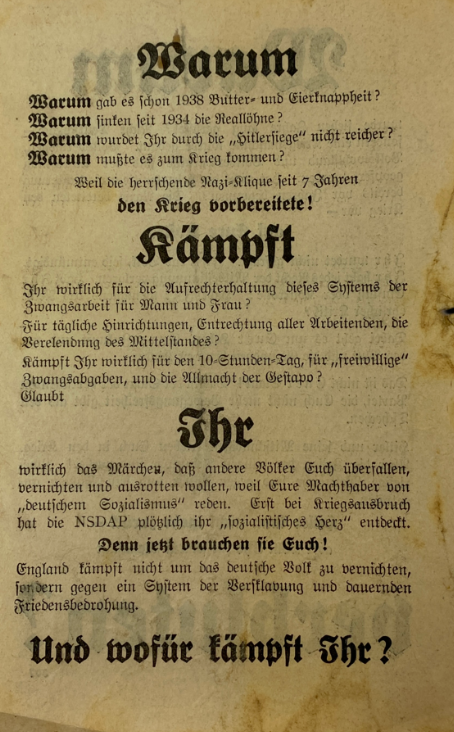 Warum
Warum gab es schon 1938 Butter- und Eierknappheit?
Warum sinken seit 1934 die Reallöhne?
Warum wurdet Ihr durch die „Hitlersiege“ nicht reicher?
Warum mußte es zum Krieg kommen?
Weil die herrschende Nazi-Klique seit 7 Jahren
den Krieg vorbereitete!
Kämpft
Ihr wirklich für die Aufrechterhaltung dieses Systems der
Zwangsarbeit für Mann und Frau?
Für tägliche Hinrichtungen, Entrechtung aller Arbeitenden, die
Verelendnng des Mittelstandes?
Kämpft Ihr wirklich für den 10-Stunden-Tag, für „freiwillige“
Zwangsabgaben, und die Allmacht der Gestapo?
Glaubt
Ihr
wirklich das Märchen, daß andere Völker Euch überfallen,
vernichten und ausrotten wollen, weil Eure Machthaber von
„deutschem Sozialismus“ reden. Erst bei Kriegsausbruch
hat die NSDAP plötzlich ihr „sozialistisches Herz“ entdeckt.
Denn jetzt brauchen sie Euch!
England kämpft nicht um das deutsche Volk zu vernichten,
sondern gegen ein System der Versklavung und dauernden
Friedensbedrohung.
Und wofür kämpft Ihr?